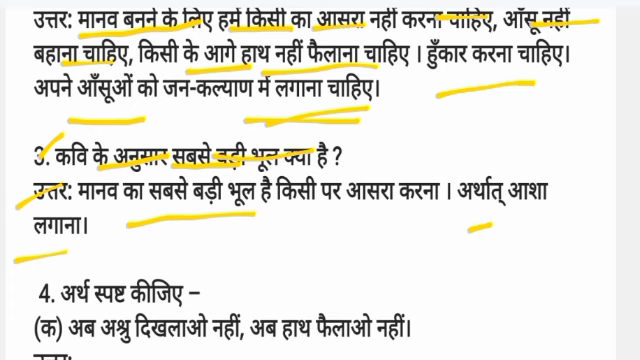 उत्तर: मानव बनने के लिए हमें किसी का आसरा नहीं करना चाहिए, आँसू नहीं
बहाना चाहिए, किसी के आगे हाथ नहीं फैलाना चाहिए । हुँकार करना चाहिए।
अपने आँसुओं को जन-कल्याण में लगाना चाहिए।
3. कवि के अनुसार सबसे बड़ी भूल क्या है ?
उत्तर: मानव का सबसे बड़ी भूल है किसी पर आसरा करना । अर्थात् आशा
लगाना।
4. अर्थ स्पष्ट कीजिए –
(क) अब अश्रु दिखलाओ नहीं, अब हाथ फैलाओ नहीं।
उत्तर: